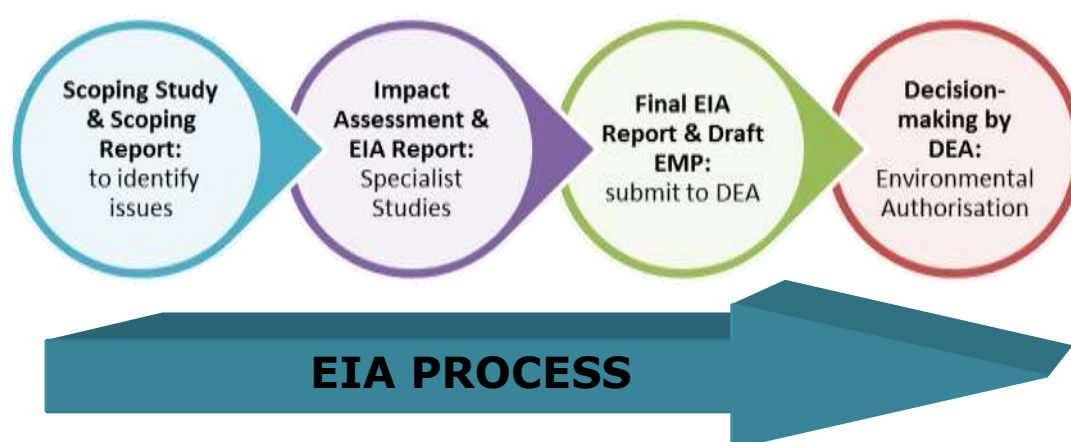 Scoping Study
& Scoping
Report:
to identify
issues
Impact
Assessment &
EIA Report:
Specialist
Studies
Final EIA
Report & Draft
EMP:
submit to DEA
Decision-
making by
DEA:
Environmental
Authorisation
EIA PROCESS